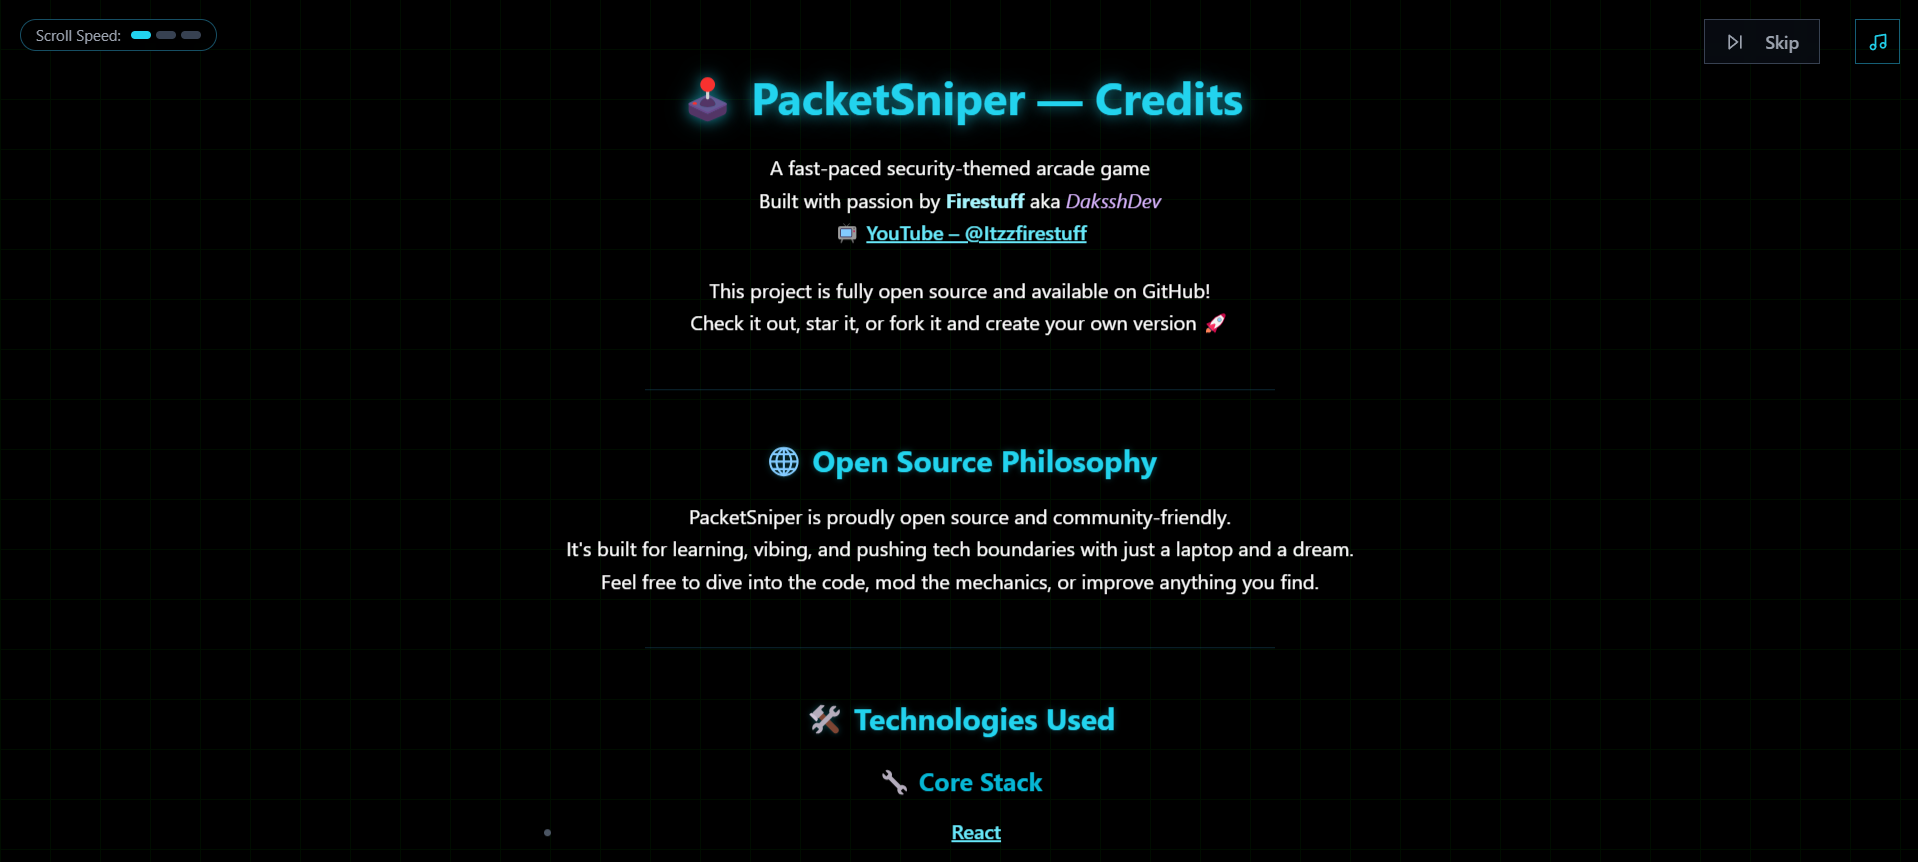 Scroll Speed:
Skip
PacketSniper — Credits
A fast-paced security-themed arcade game
Built with passion by Firestuff aka DaksshDev
YouTube – @Itzzfirestuff
This project is fully open source and available on GitHub!
Check it out, star it, or fork it and create your own version 🚀
Open Source Philosophy
PacketSniper is proudly open source and community-friendly.
It's built for learning, vibing, and pushing tech boundaries with just a laptop and a dream.
Feel free to dive into the code, mod the mechanics, or improve anything you find.
Technologies Used
Core Stack
React